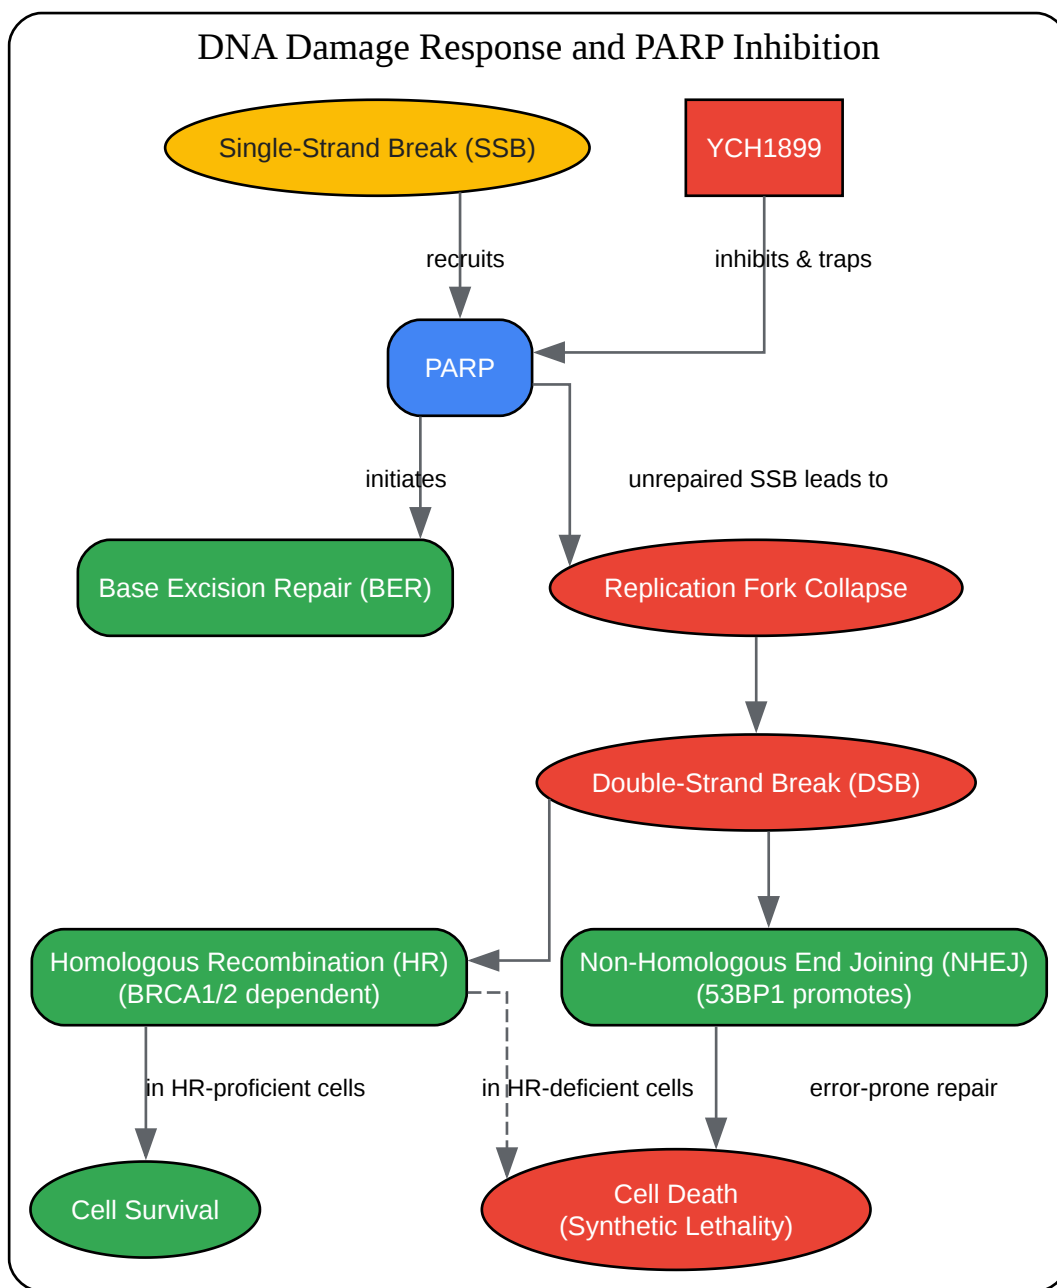 DNA Damage Response and PARP Inhibition
Single-Strand Break (SSB)
YCH1899
recruits
inhibits & traps
PARP
initiates
unrepaired SSB leads to
Base Excision Repair (BER)
Replication Fork Collapse
Double-Strand Break (DSB)
Homologous Recombination (HR)
(BRCA1/2 dependent)
Non-Homologous End Joining (NHEJ)
(53BP1 promotes)
in HR-proficient cells
in HR-deficient cells
error-prone repair
Cell Survival
Cell Death
(Synthetic Lethality)